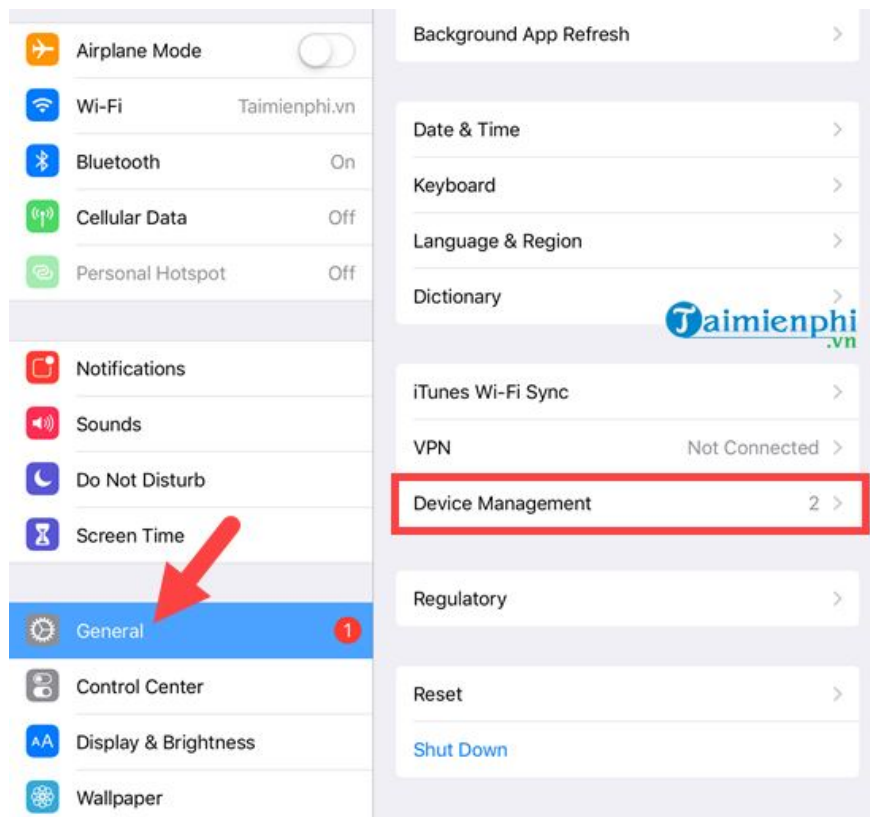 Airplane Mode
Wi-Fi Taimienphi.vn
Bluetooth On
Cellular Data Off
Personal Hotspot Off
Notifications
Sounds
Do Not Disturb
Screen Time
General 1
Control Center
AA Display & Brightness
Wallpaper
Background App Refresh
Date & Time
Keyboard
Language & Region
Dictionary
Taimienphi
.vn
iTunes Wi-Fi Sync
VPN Not Connected
Device Management 2
Regulatory
Reset
Shut Down